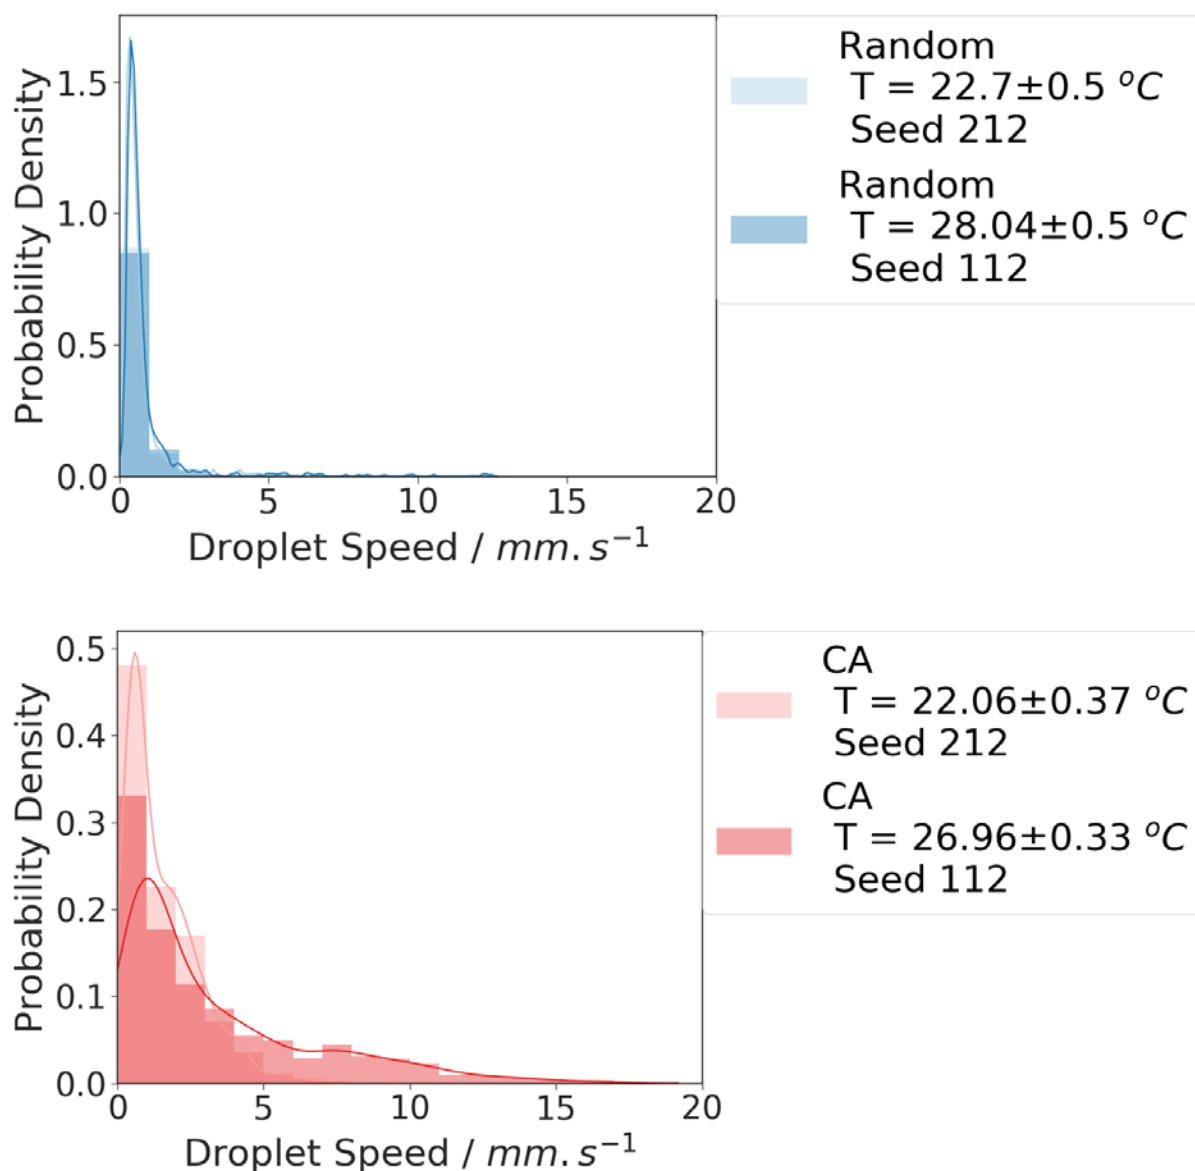 Probability Density
1.5
1.0
0.5
0.0
0 5 10 15 20
Droplet Speed / mm. s⁻¹
Random
T = 22.7±0.5 °C
Seed 212
Random
T = 28.04±0.5 °C
Seed 112
Probability Density
0.5
0.4
0.3
0.2
0.1
0.0
0 5 10 15 20
Droplet Speed / mm. s⁻¹
CA
T = 22.06±0.37 °C
Seed 212
CA
T = 26.96±0.33 °C
Seed 112